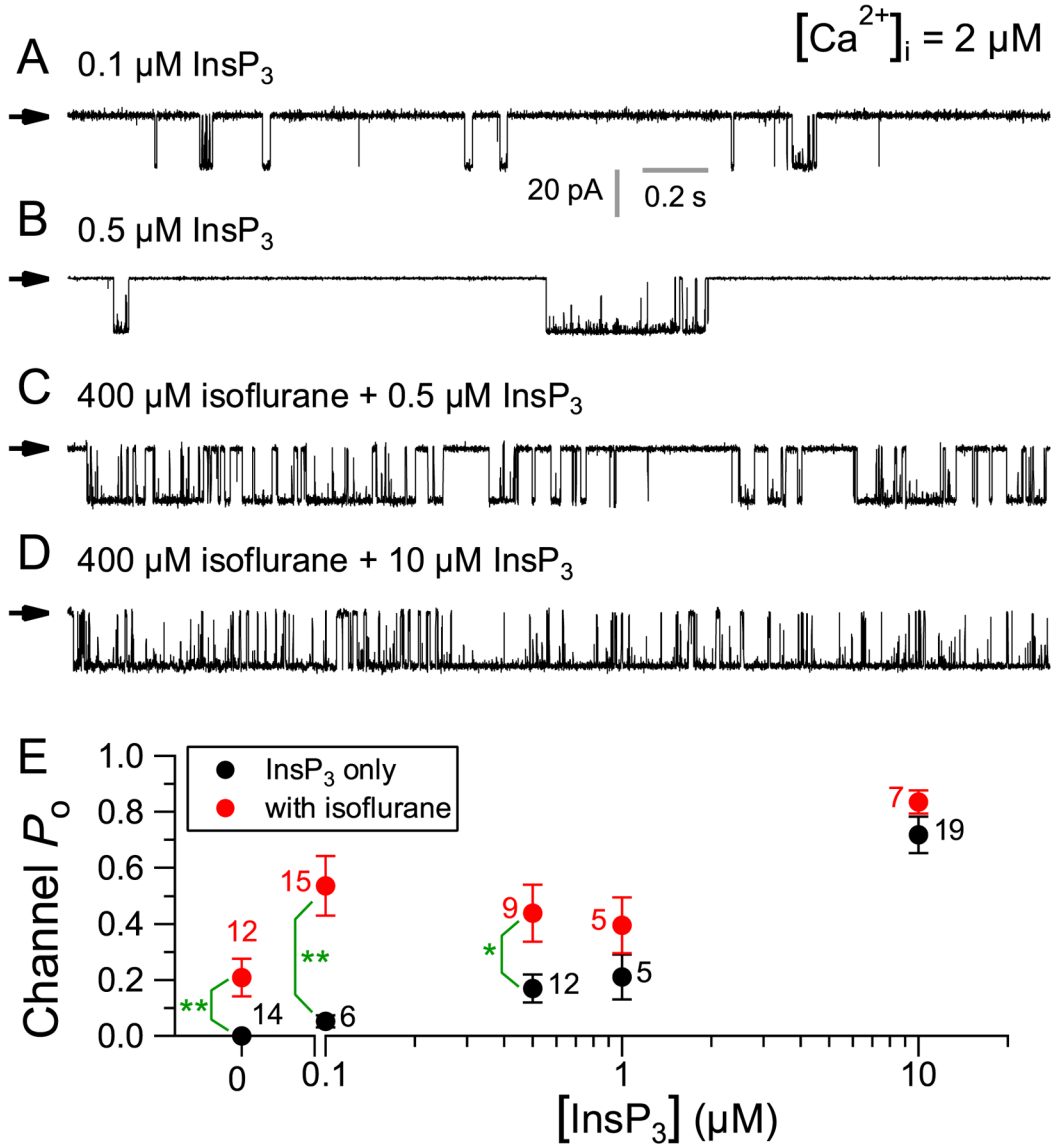 [Ca²⁺]ᵢ = 2 µM
A 0.1 µM InsP₃
20 pA 0.2 s
B 0.5 µM InsP₃
C 400 µM isoflurane + 0.5 µM InsP₃
D 400 µM isoflurane + 10 µM InsP₃
E
InsP₃ only
with isoflurane
Channel Pₒ
1.0
0.8
0.6
0.4
0.2
0.0
12
** 14
15
** 6
9
* 12
5
5
7
19
0 0.1 1 10
[InsP₃] (µM)